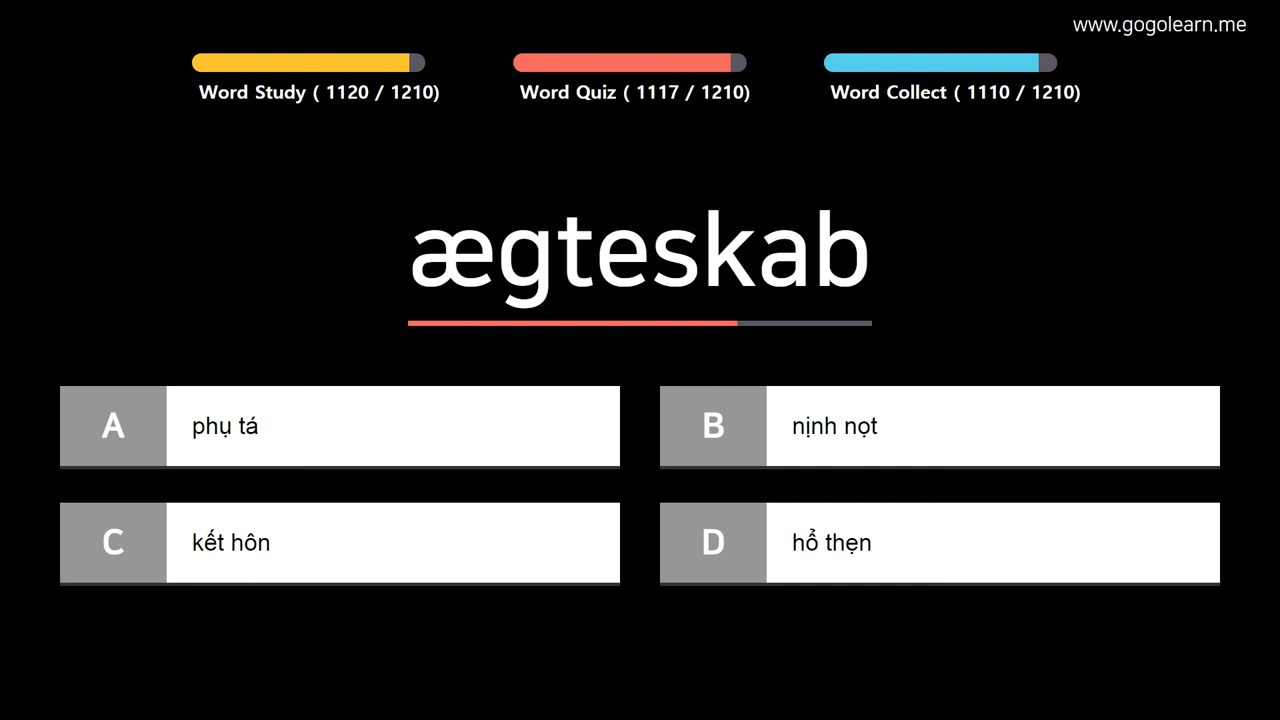 www.gogolearn.me
Word Study ( 1120 / 1210)
Word Quiz ( 1117 / 1210)
Word Collect ( 1110 / 1210)
ægteskab
A phụ tá
B nịnh nọt
C kết hôn
D hổ thẹn